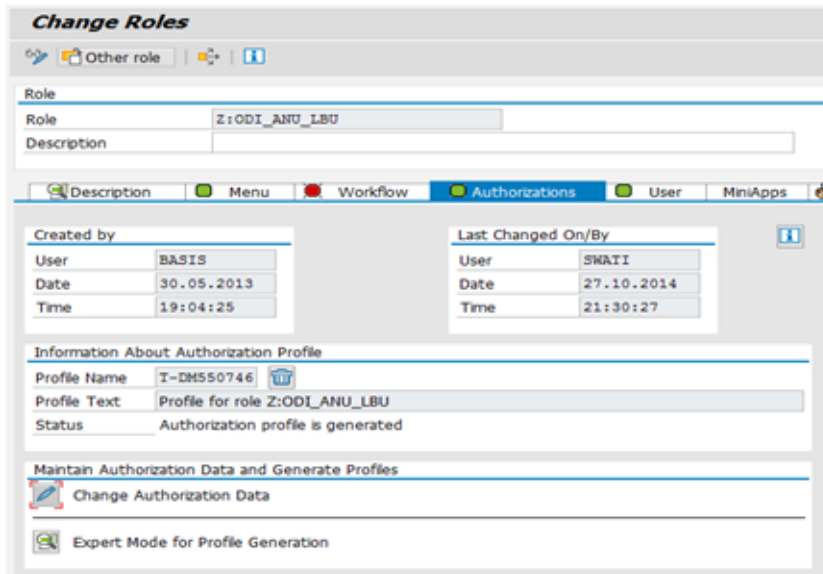 Change Roles
Other role
Role
Role Z:ODI_ANU_LBU
Description
Description Menu Workflow Authorizations User MiniApps
Created by Last Changed On/By
User BASIS User SWATI
Date 30.05.2013 Date 27.10.2014
Time 19:04:25 Time 21:30:27
Information About Authorization Profile
Profile Name T-DM550746
Profile Text Profile for role Z:ODI_ANU_LBU
Status Authorization profile is generated
Maintain Authorization Data and Generate Profiles
Change Authorization Data
Expert Mode for Profile Generation